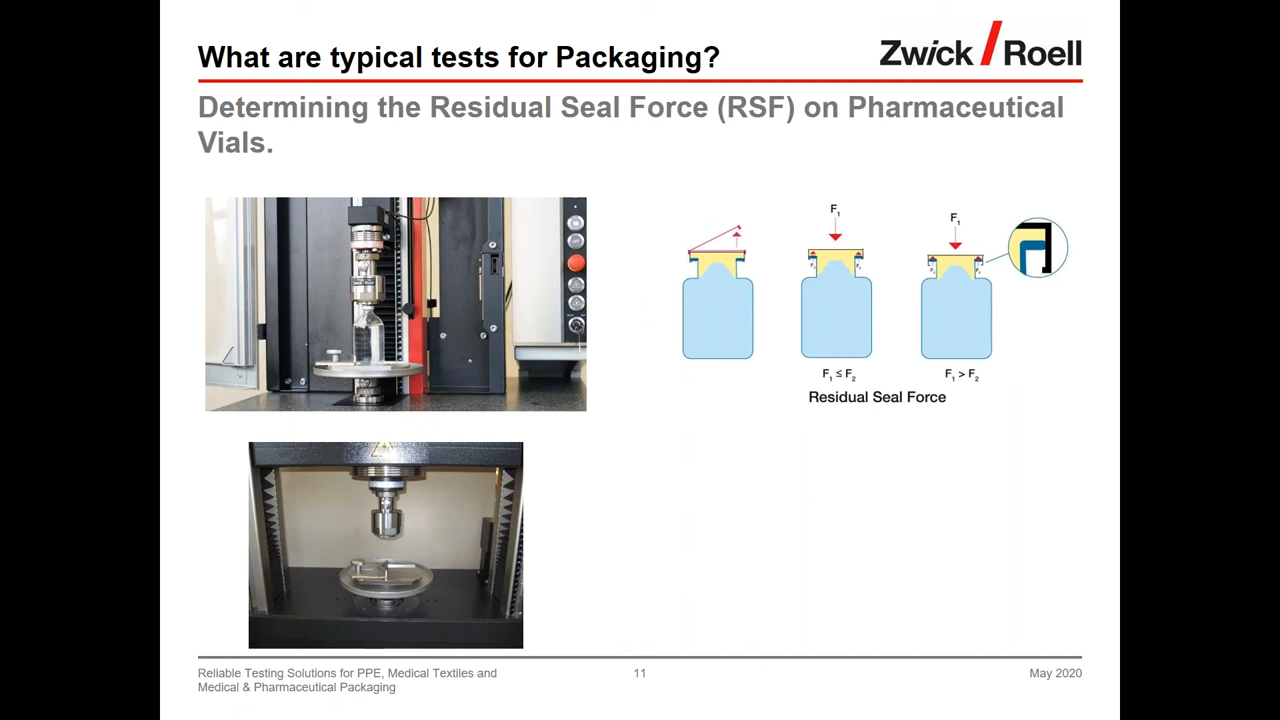 What are typical tests for Packaging?
Zwick / Roell
Determining the Residual Seal Force (RSF) on Pharmaceutical
Vials.
F1
F1
F1 ≤ F2
F1 > F2
Residual Seal Force
Reliable Testing Solutions for PPE, Medical Textiles and
Medical & Pharmaceutical Packaging
11
May 2020